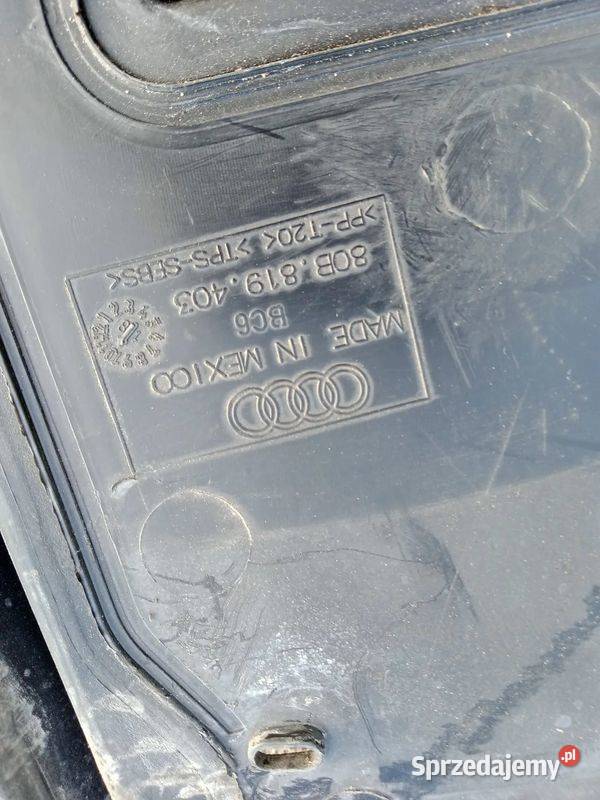 MADE IN MEXICO
BC6
80B.819.403
>PP-T20< >TPS-SEBS<
Sprzedajemy.pl